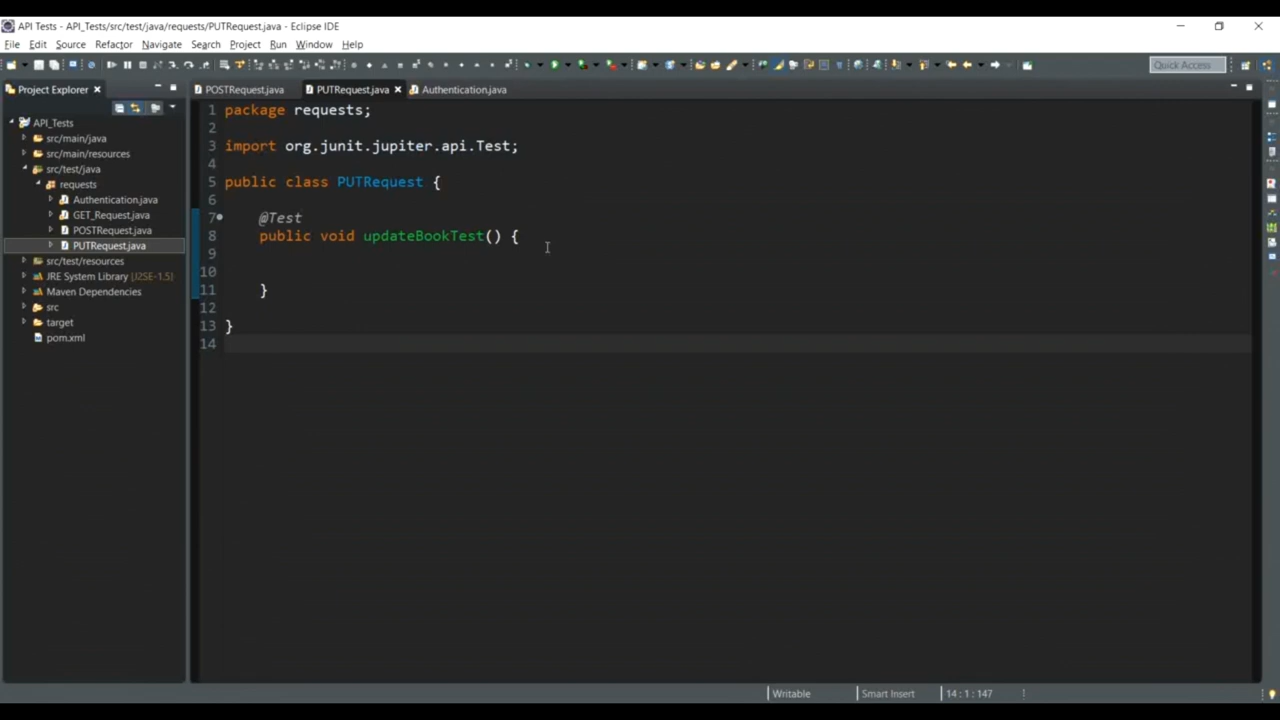 API Tests - API_Tests/src/test/java/requests/PUTRequest.java - Eclipse IDE
File Edit Source Refactor Navigate Search Project Run Window Help
Quick Access
Project Explorer
API_Tests
src/main/java
src/main/resources
src/test/java
requests
Authentication.java
GET_Request.java
POSTRequest.java
PUTRequest.java
src/test/resources
JRE System Library (J2SE-1.5)
Maven Dependencies
src
target
pom.xml
POSTRequest.java PUTRequest.java Authentication.java
1 package requests;
2
3 import org.junit.jupiter.api.Test;
4
5 public class PUTRequest {
6
7 @Test
8 public void updateBookTest() {
9
10
11 }
12
13 }
14
Writable Smart Insert 14 : 1 : 147